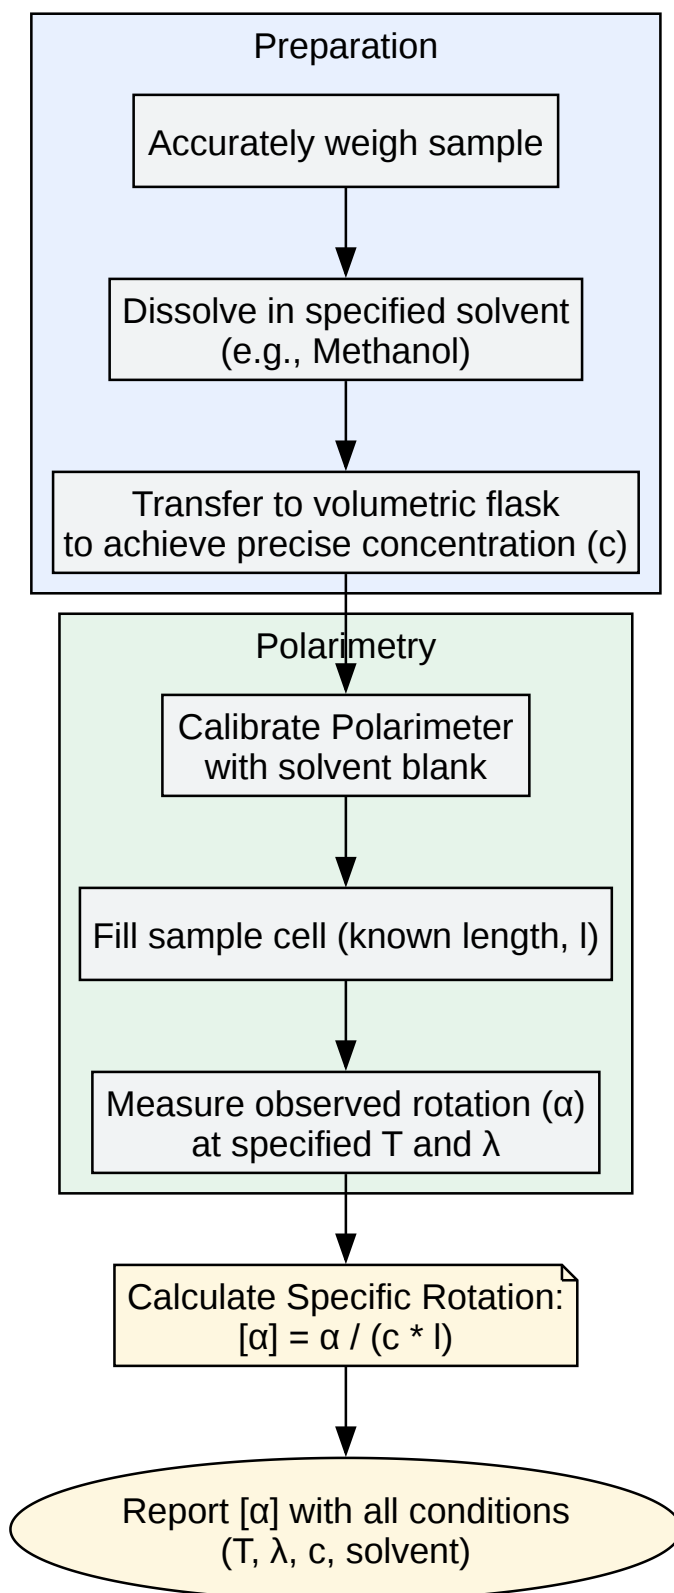 Preparation
Accurately weigh sample
Dissolve in specified solvent
(e.g., Methanol)
Transfer to volumetric flask
to achieve precise concentration (c)
Polarimetry
Calibrate Polarimeter
with solvent blank
Fill sample cell (known length, l)
Measure observed rotation (α)
at specified T and λ
Calculate Specific Rotation:
[α] = α / (c * l)
Report [α] with all conditions
(T, λ, c, solvent)